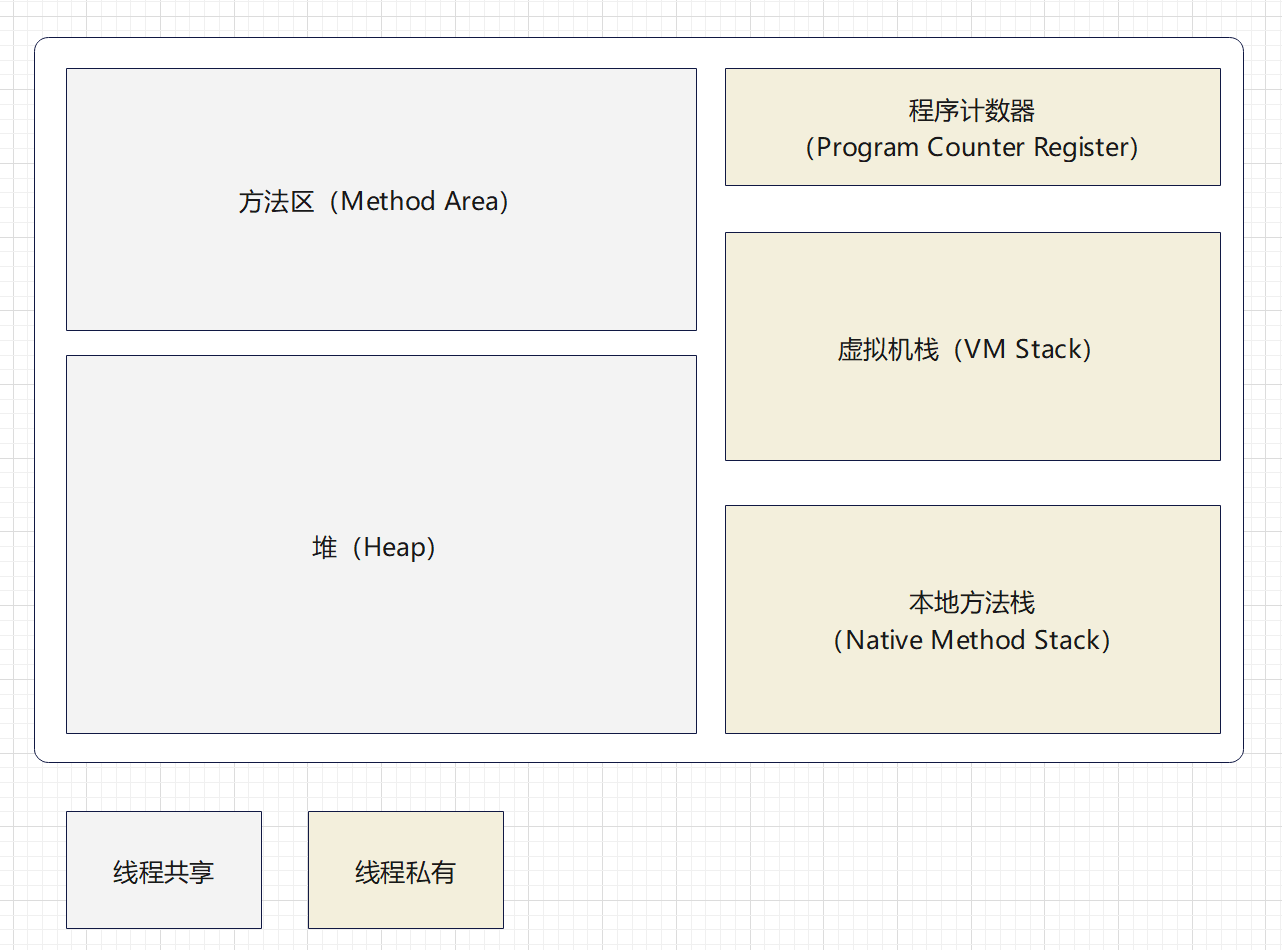 方法区（Method Area）
堆（Heap）
程序计数器
（Program Counter Register）
虚拟机栈（VM Stack）
本地方法栈
（Native Method Stack）
线程共享
线程私有